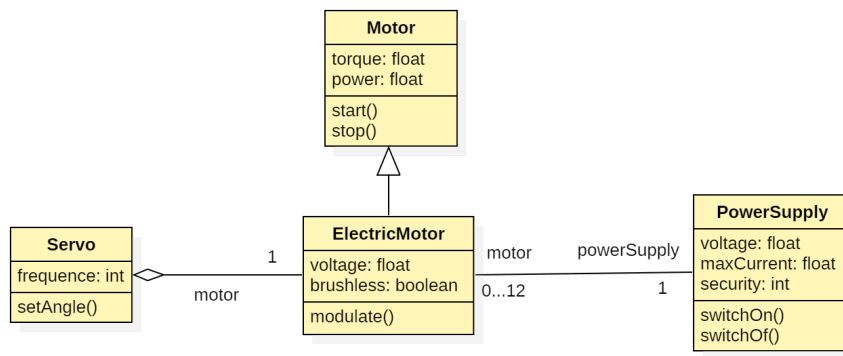 Motor
torque: float
power: float
start()
stop()
Servo
frequence: int
setAngle()
1
motor
ElectricMotor
voltage: float
brushless: boolean
modulate()
motor
0...12
powerSupply
1
PowerSupply
voltage: float
maxCurrent: float
security: int
switchOn()
switchOf()